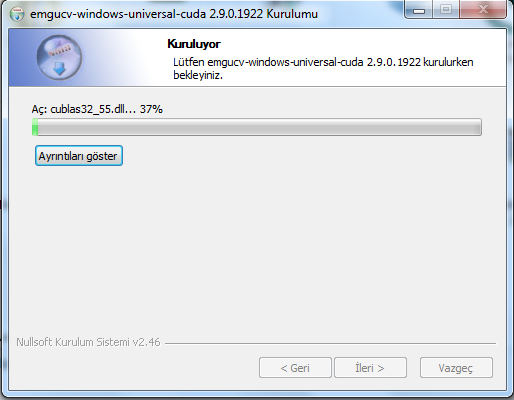 emgucv-windows-universal-cuda 2.9.0.1922 Kurulumu
Kuruluyor
Lütfen emgucv-windows-universal-cuda 2.9.0.1922 kurulurken
bekleyiniz.
Aç: cublas32_55.dll... 37%
Ayrıntıları göster
Nullsoft Kurulum Sistemi v2.46
< Geri
İleri >
Vazgeç